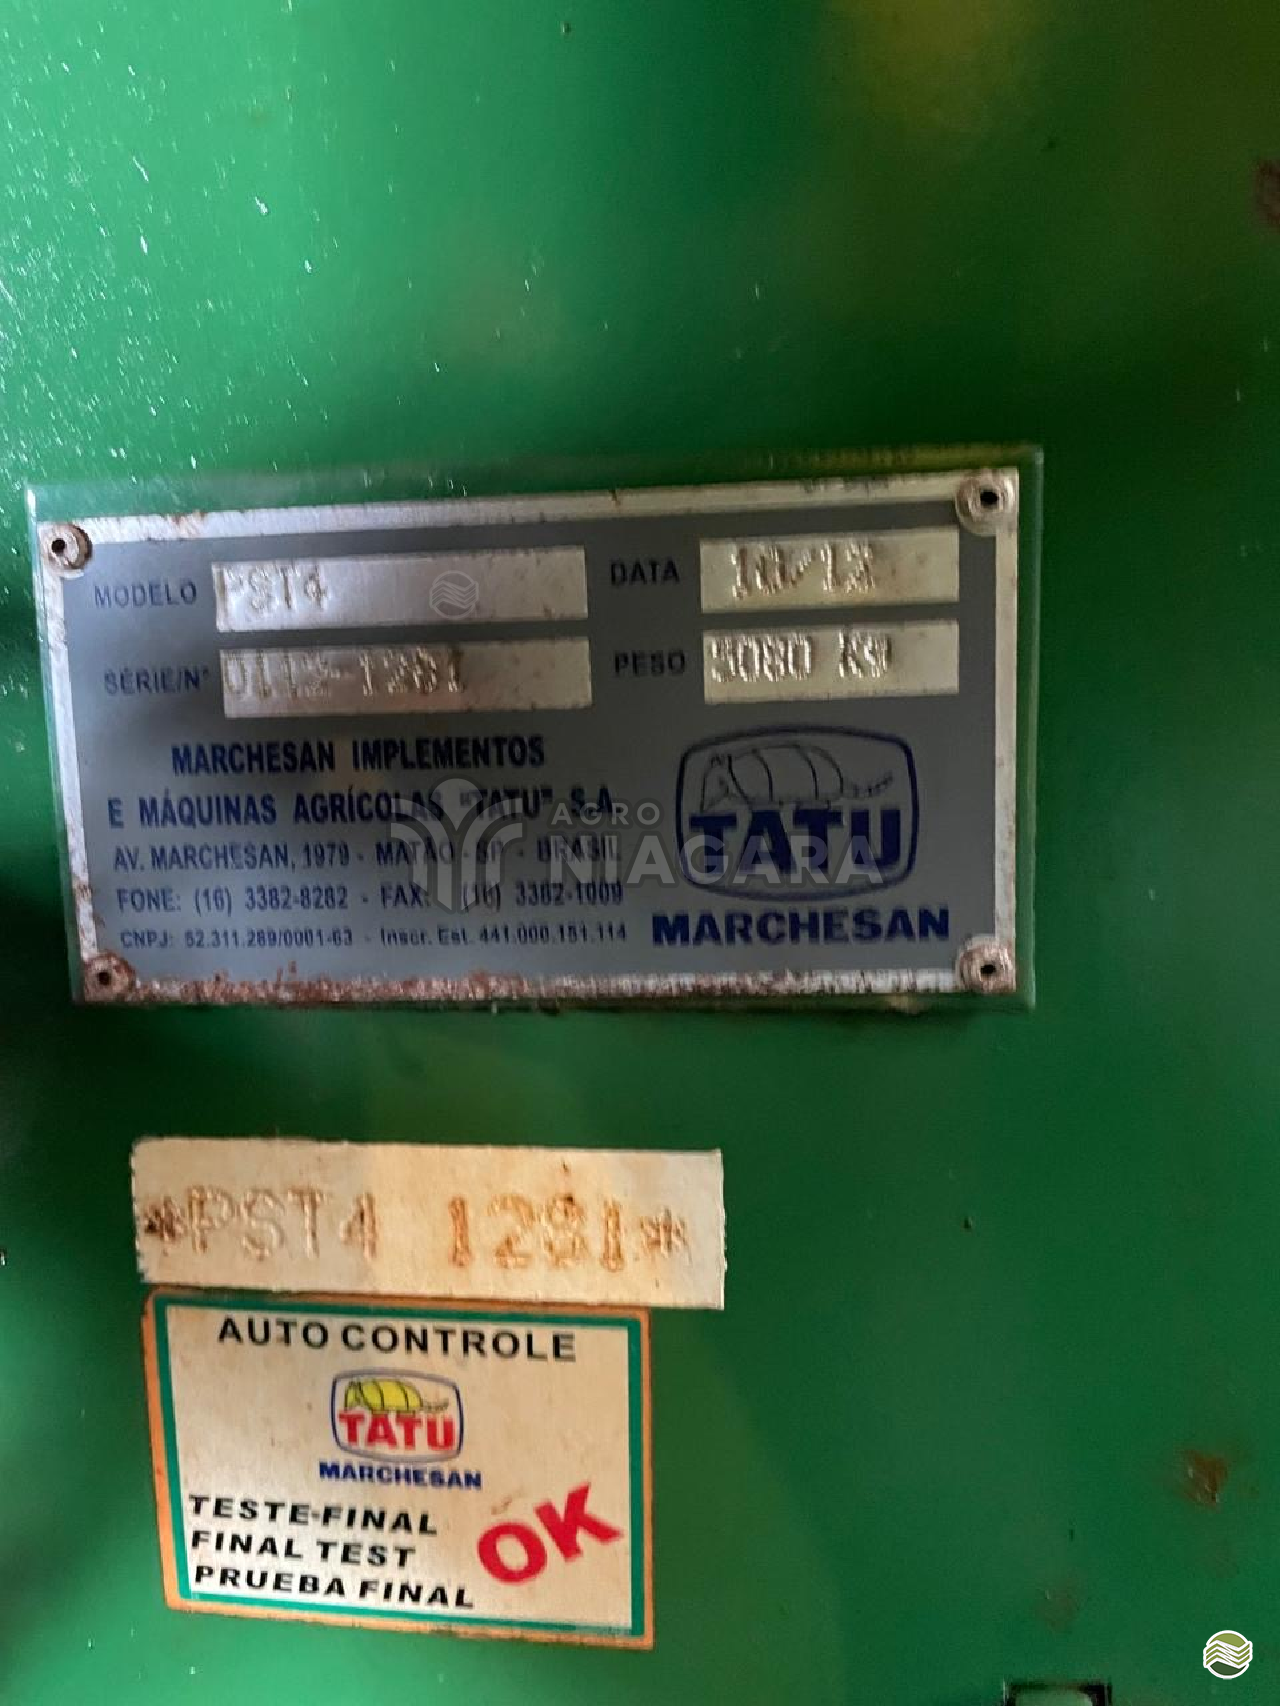 MODELO PST4 DATA 10/12
SÉRIE/Nº 0112-1281 PESO 5080 KG
MARCHESAN IMPLEMENTOS
E MÁQUINAS AGRÍCOLAS "TATU" S.A.
AV. MARCHESAN, 1979 - MATÃO - SP - BRASIL
FONE: (16) 3382-8282 - FAX: (16) 3382-1009
CNPJ: 52.311.289/0001-63 - Inscr. Est. 441.000.151.114
TATU
MARCHESAN
AGRO
NIAGARA
*PST4 1281*
AUTO CONTROLE
TATU
MARCHESAN
TESTE-FINAL
FINAL TEST
PRUEBA FINAL
OK